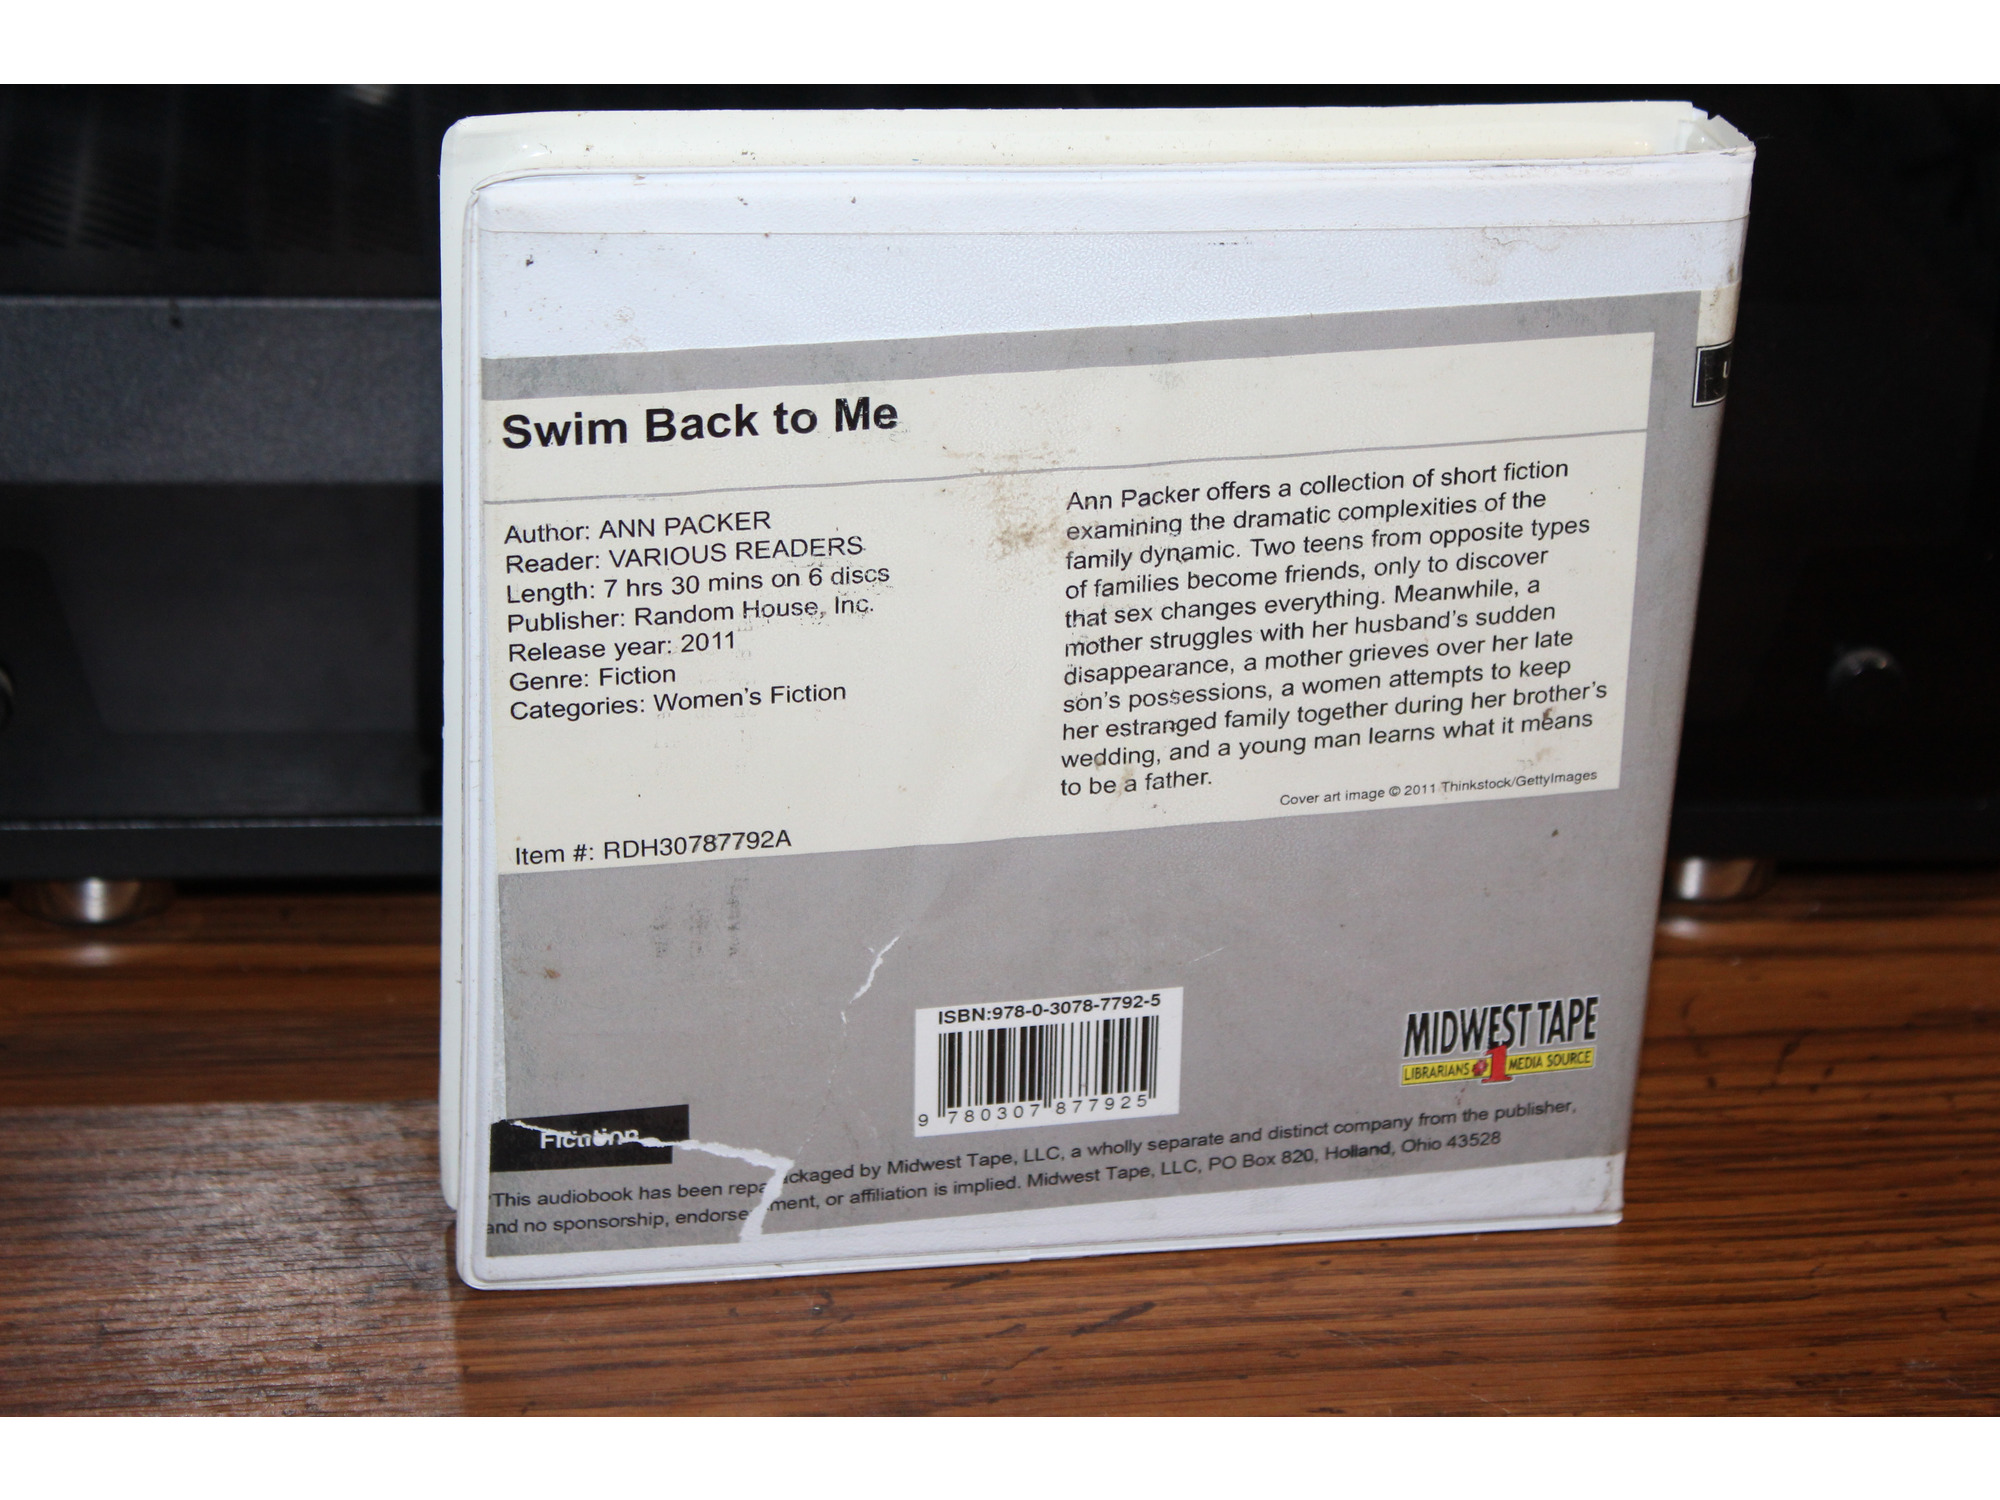 Swim Back to Me
Author: ANN PACKER
Reader: VARIOUS READERS
Length: 7 hrs 30 mins on 6 discs
Publisher: Random House, Inc.
Release year: 2011
Genre: Fiction
Categories: Women's Fiction
Item #: RDH30787792A
Ann Packer offers a collection of short fiction
examining the dramatic complexities of the
family dynamic. Two teens from opposite types
of families become friends, only to discover
that sex changes everything. Meanwhile, a
mother struggles with her husband's sudden
disappearance, a mother grieves over her late
son's possessions, a women attempts to keep
her estranged family together during her brother's
wedding, and a young man learns what it means
to be a father.
Cover art image © 2011 Thinkstock/GettyImages
ISBN:978-0-3078-7792-5
9 780307 877925
MIDWEST TAPE
LIBRARIANS 1 MEDIA SOURCE
Fiction
This audiobook has been repackaged by Midwest Tape, LLC, a wholly separate and distinct company from the publisher,
and no sponsorship, endorsement, or affiliation is implied. Midwest Tape, LLC, PO Box 820, Holland, Ohio 43528